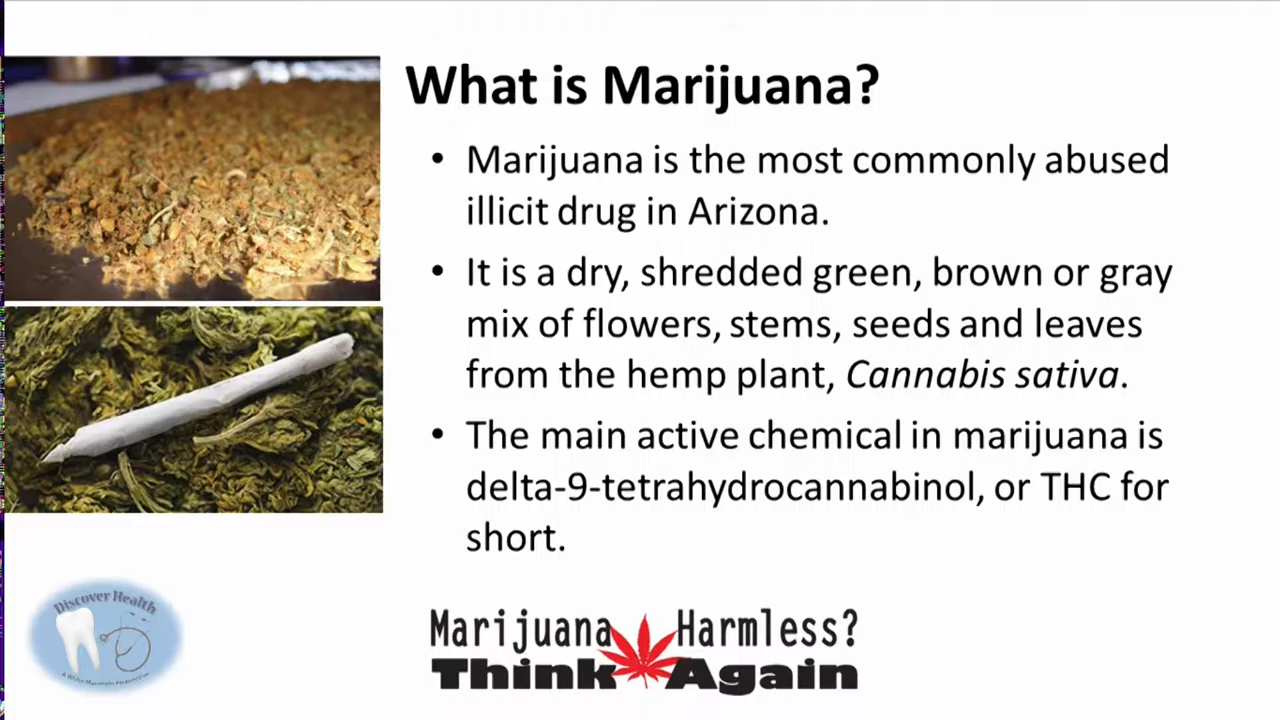 What is Marijuana?
• Marijuana is the most commonly abused
illicit drug in Arizona.
• It is a dry, shredded green, brown or gray
mix of flowers, stems, seeds and leaves
from the hemp plant, Cannabis sativa.
• The main active chemical in marijuana is
delta-9-tetrahydrocannabinol, or THC for
short.
Discover Health
Marijuana Harmless?
Think Again